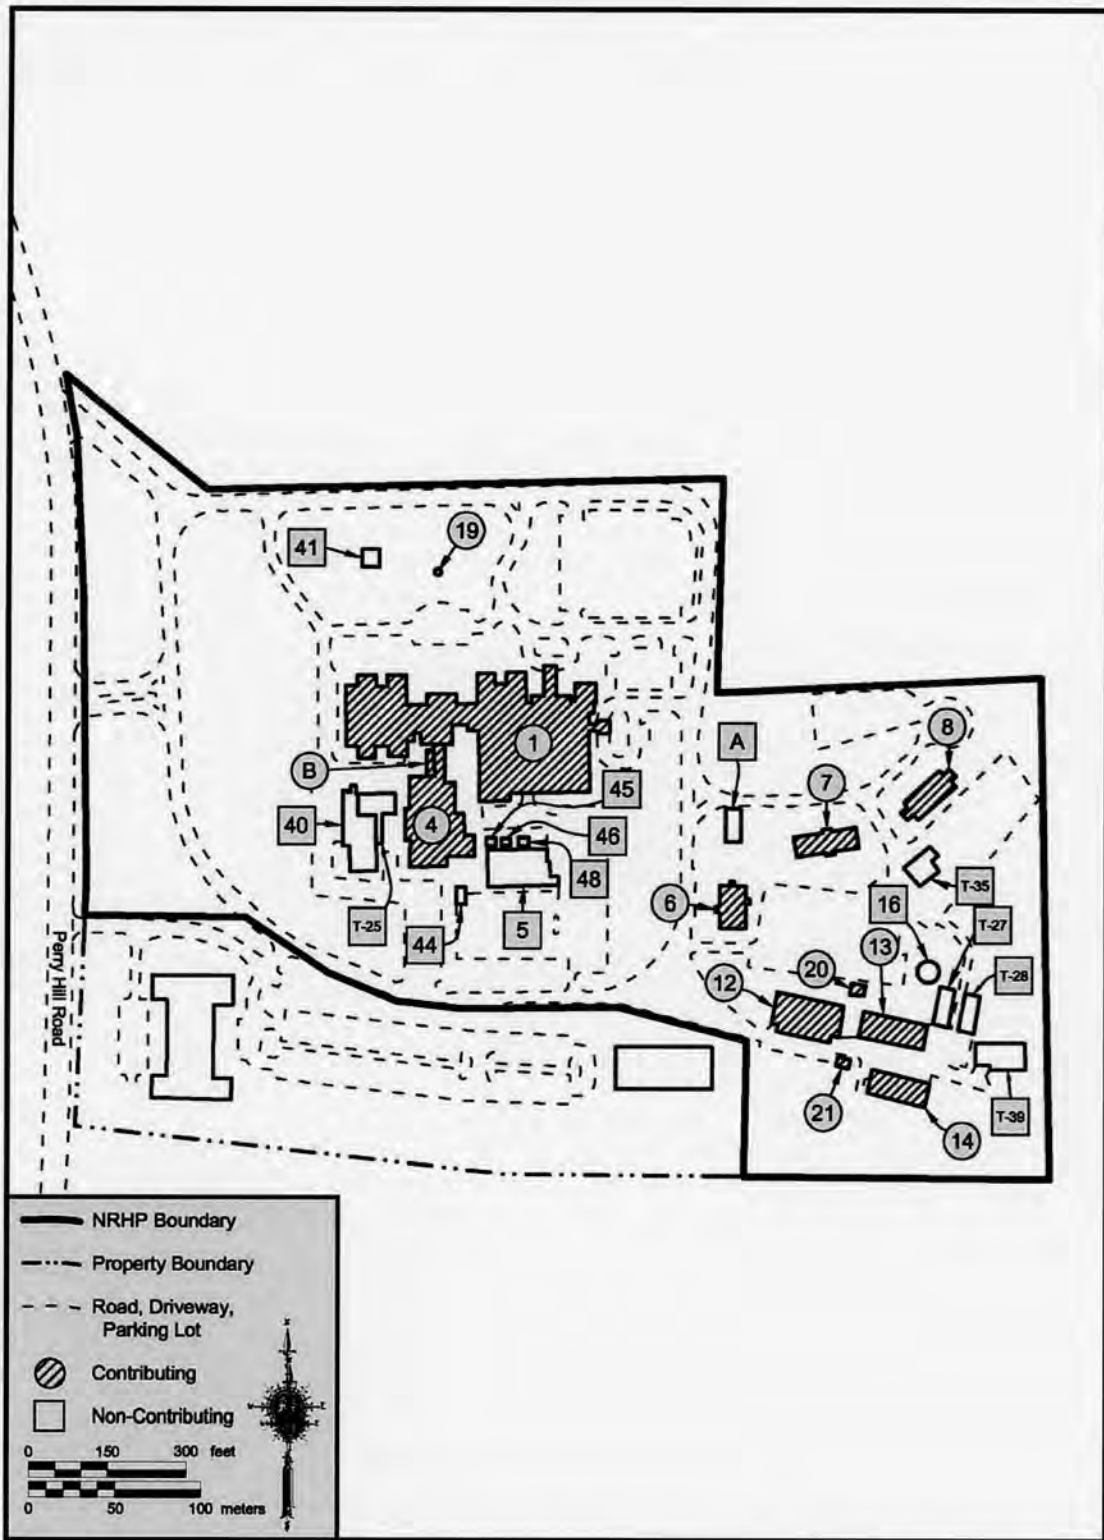 41
19
1
B
A
8
7
45
40
4
46
48
T-35
T-25
44
5
6
16
T-27
13
20
12
T-28
21
14
T-39
Perry Hill Road
NRHP Boundary
Property Boundary
Road, Driveway,
Parking Lot
Contributing
Non-Contributing
0 150 300 feet
0 50 100 meters